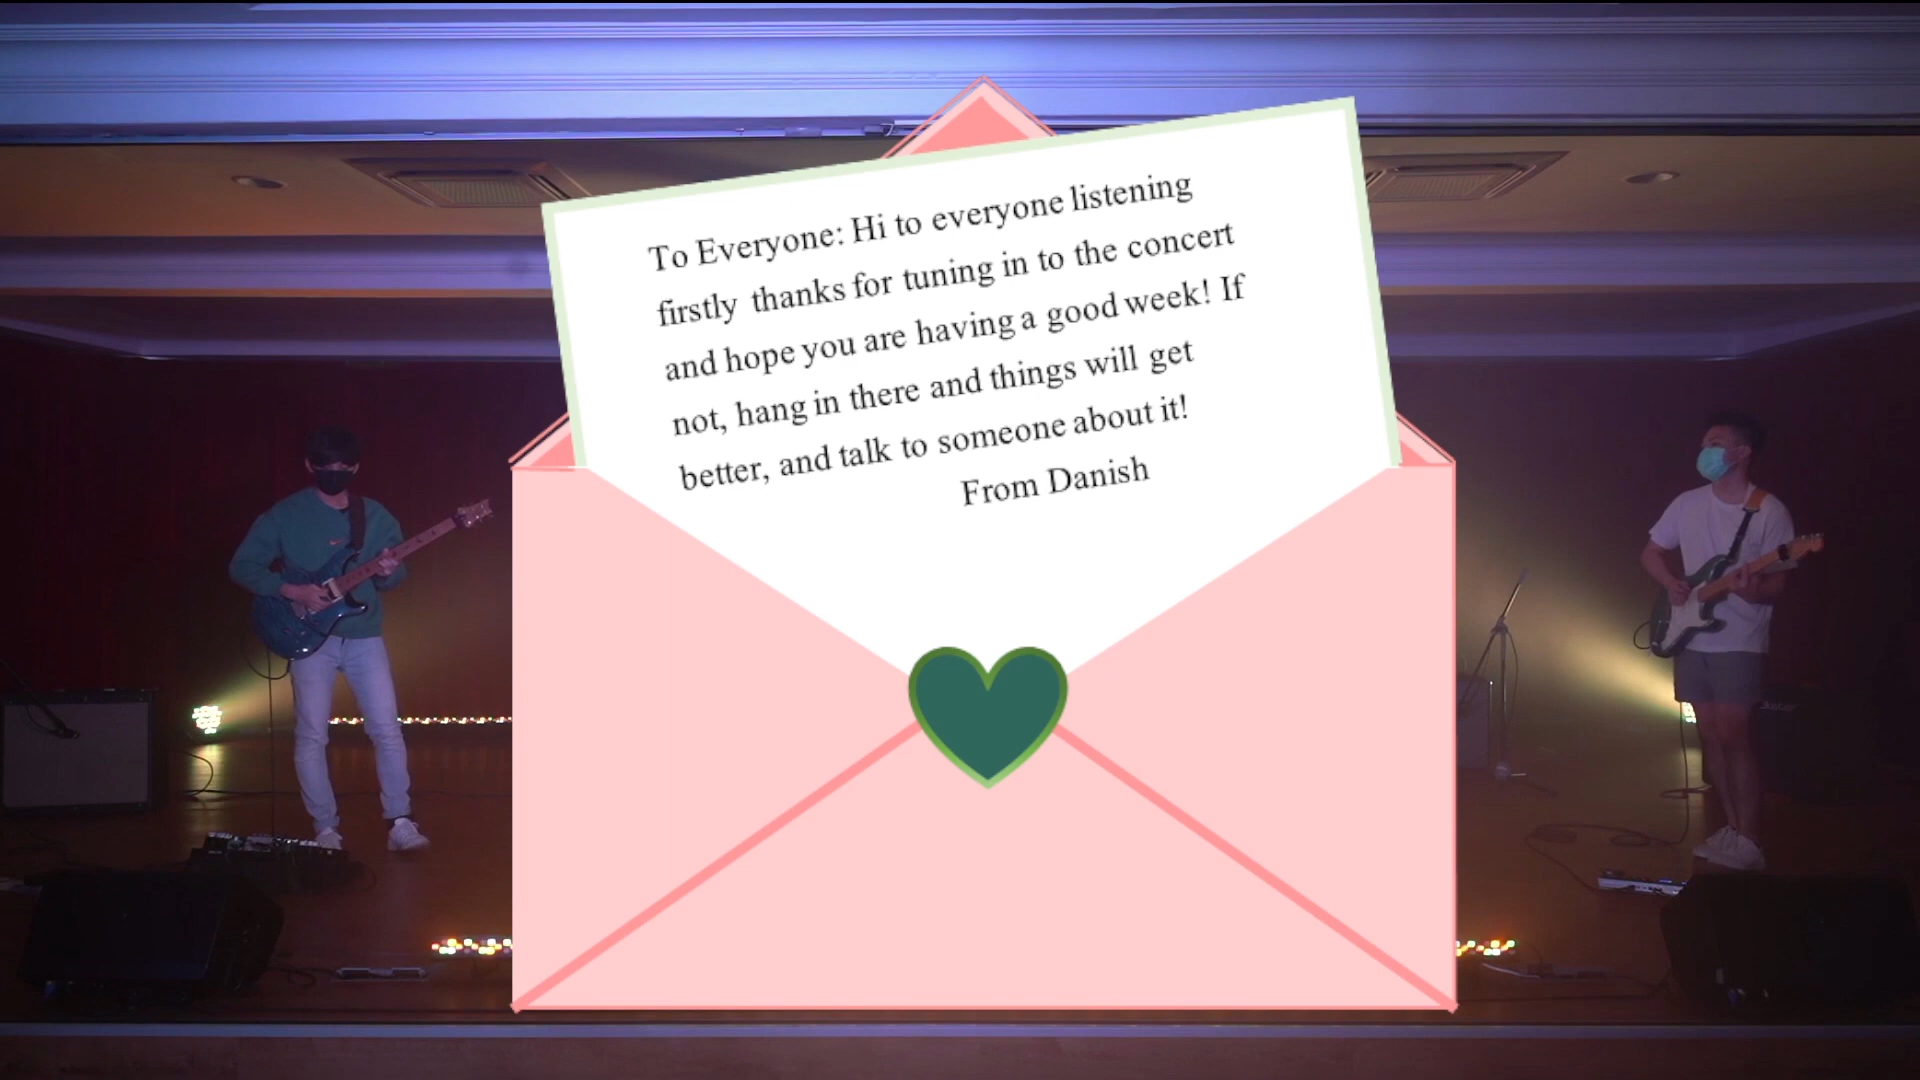 To Everyone: Hi to everyone listening
firstly thanks for tuning in to the concert
and hope you are having a good week! If
not, hang in there and things will get
better, and talk to someone about it!
From Danish